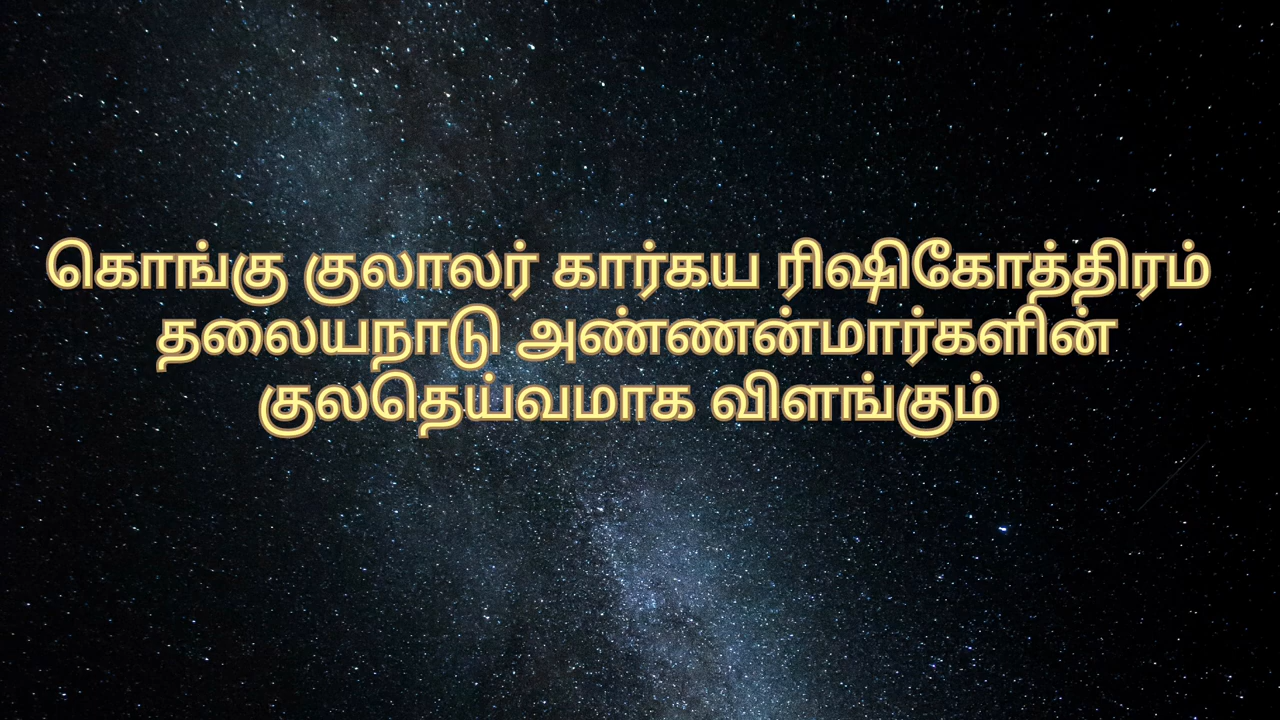 கொங்கு குலாலர் கார்கய ரிஷிகோத்திரம்
தலையநாடு அண்ணன்மார்களின்
குலதெய்வமாக விளங்கும்